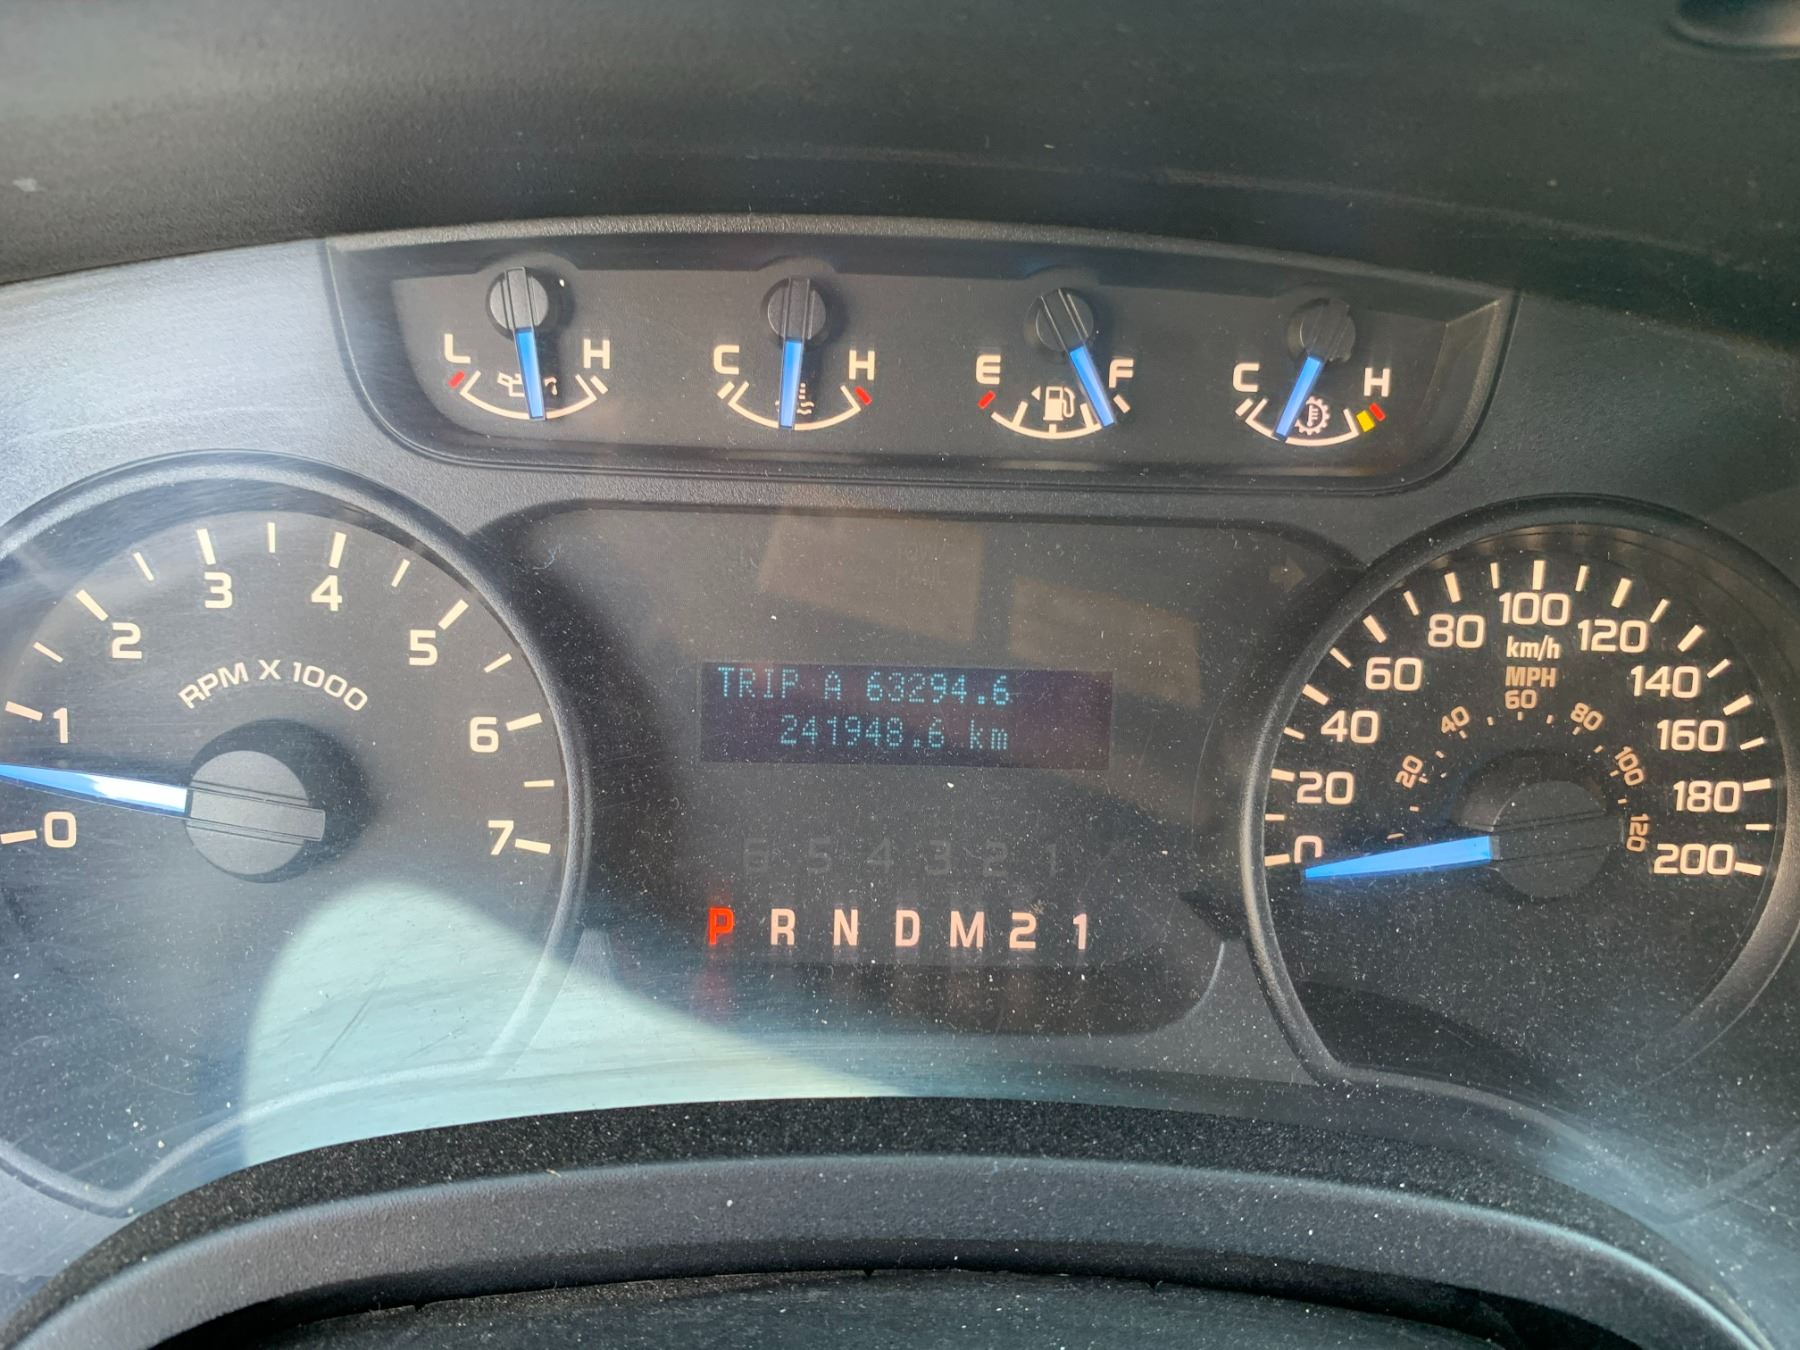 L H C H E F C H
0 1 2 3 4 5 6 7
RPM X 1000
TRIP A 63294.6
241948.6 km
6 5 4 3 2 1
P R N D M 2 1
0 20 40 60 80 100 120 140 160 180 200
km/h
MPH
20 40 60 80 100 120